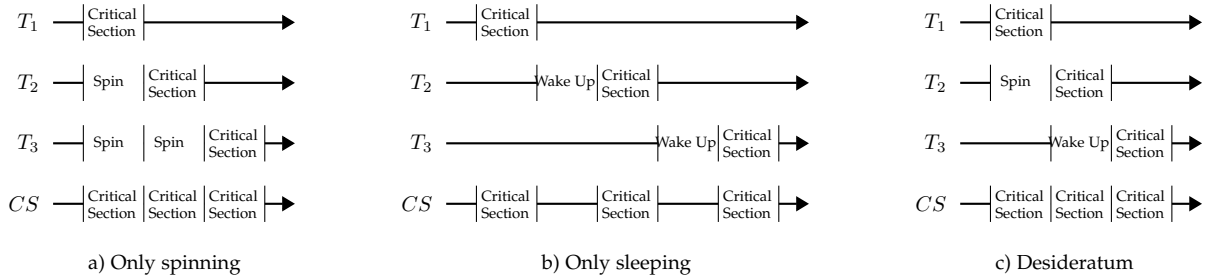 T1 Critical Section
T2 Spin Critical Section
T3 Spin Spin Critical Section
CS Critical Section Critical Section Critical Section
a) Only spinning
T1 Critical Section
T2 Wake Up Critical Section
T3 Wake Up Critical Section
CS Critical Section Critical Section Critical Section
b) Only sleeping
T1 Critical Section
T2 Spin Critical Section
T3 Wake Up Critical Section
CS Critical Section Critical Section Critical Section
c) Desideratum